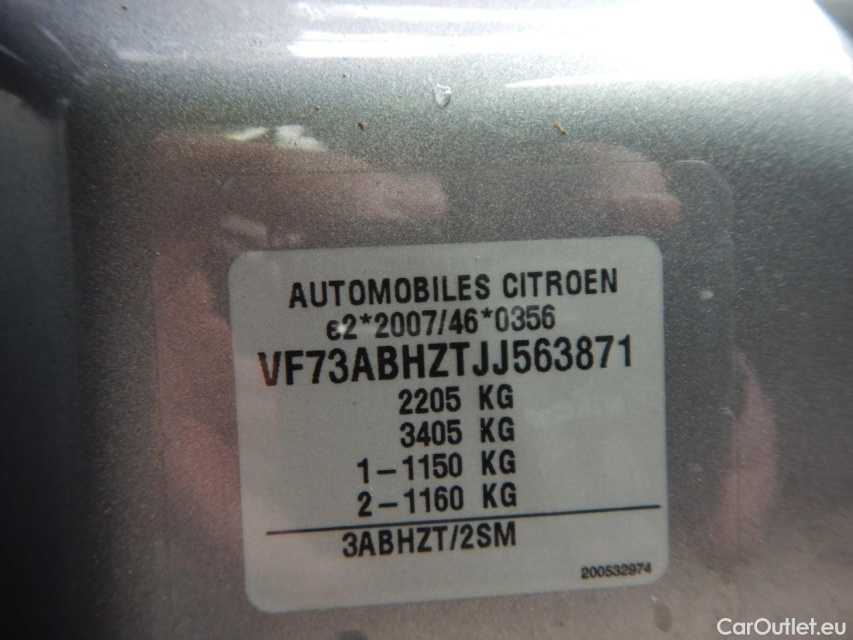 AUTOMOBILES CITROEN
e2*2007/46*0356
VF73ABHZTJJ563871
2205 KG
3405 KG
1-1150 KG
2-1160 KG
3ABHZT/2SM
200532974
CarOutlet.eu